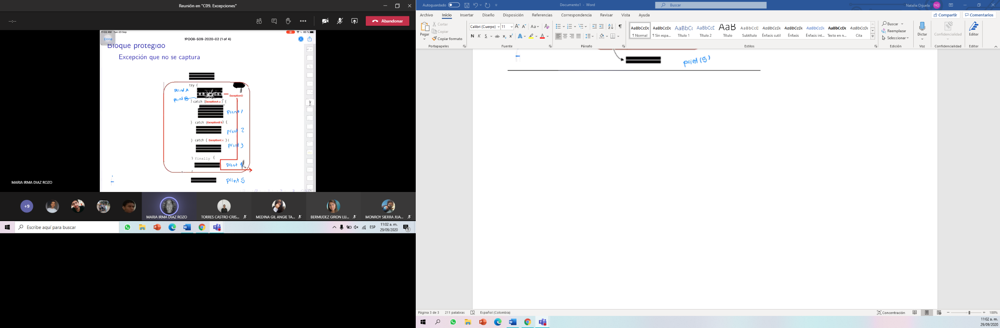 Reunión en "C09. Excepciones"
--:--
Abandonar
11:02 AM Tue 29 Sep
85 %
Done
!POOB-S09-2020-02 (1 of 4)
Bloque protegido
Excepción que no se captura
try {
print A
ExceptionO
print B
} catch (ExceptionA a) {
print 1
} catch (ExceptionB b) {
print 2
} catch ( ExceptionC c ){
print 3
} finally {
print 4
}
print 5
MARIA IRMA DIAZ ROZO
+9
MARIA IRMA DIAZ ROZO
TORRES CASTRO CRIS...
MEDINA GIL ANGIE TA...
BERMUDEZ GIRON LU...
MONROY SIERRA JUA...
Escribe aquí para buscar
ESP
11:02 a. m.
29/09/2020
1
Autoguardado
Documento1 - Word
Buscar
Natalia Orjuela
NO
Archivo
Inicio
Insertar
Diseño
Disposición
Referencias
Correspondencia
Revisar
Vista
Ayuda
Compartir
Comentarios
Pegar
Cortar
Copiar
Copiar formato
Portapapeles
Calibri (Cuerpo)
11
Aa
N K S ab x₂ x²
A
A
Fuente
Párrafo
AaBbCcDc
¶ Normal
AaBbCcDc
¶ Sin espa...
AaBbC(
Título 1
AaBbCcE
Título 2
AaB
Título
AaBbCcE
Subtítulo
AaBbCcDi
Énfasis sutil
AaBbCcDi
Énfasis
AaBbCcDi
Énfasis int...
AaBbCcDc
Texto en n...
AaBbCcDi
Cita
Estilos
Buscar
Reemplazar
Seleccionar
Edición
Dictar
Voz
Confidencialidad
Confidencialidad
Editor
Editor
print(5)
Página 3 de 3
211 palabras
Español (Colombia)
Concentración
188%
11:02 a. m.
29/09/2020